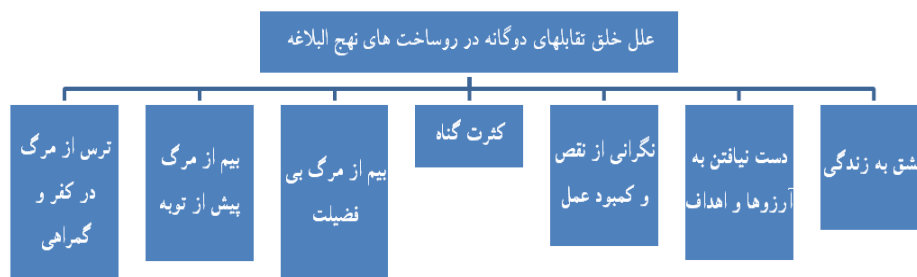 علل خلق تقابلهای دوگانه در روساخت های نهج البلاغه
شق به زندگی
دست نیافتن به
آرزوها و اهداف
نگرانی از نقص
و کمبود عمل
کثرت گناه
بیم از مرگ بی
فضیلت
بیم از مرگ
پیش از توبه
ترس از مرگ
در کفر و
گمراهی